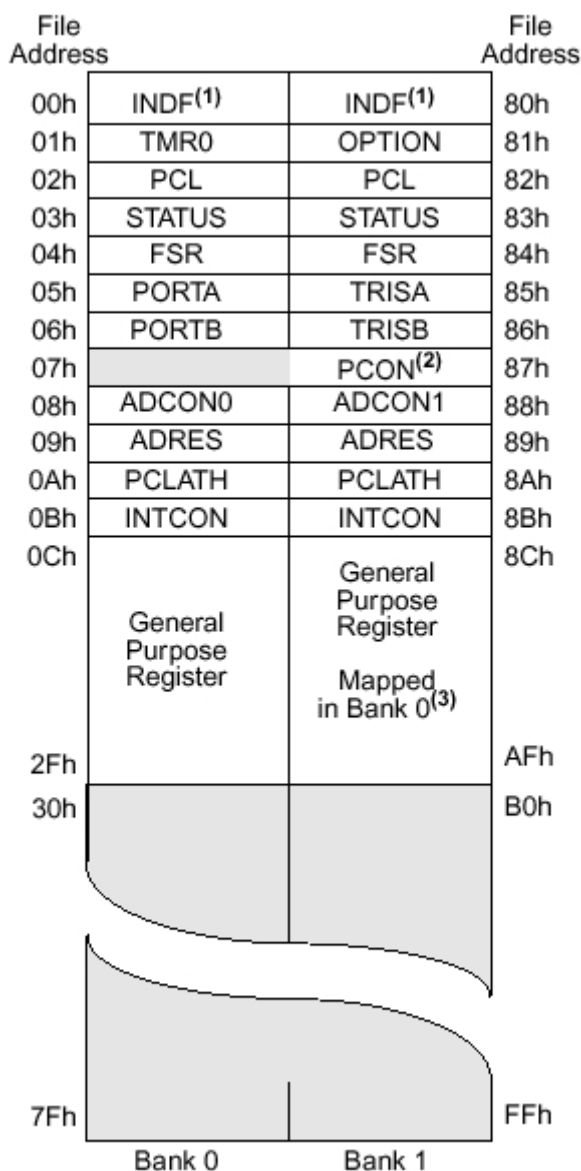 File Address File Address
00h INDF(1) INDF(1) 80h
01h TMR0 OPTION 81h
02h PCL PCL 82h
03h STATUS STATUS 83h
04h FSR FSR 84h
05h PORTA TRISA 85h
06h PORTB TRISB 86h
07h PCON(2) 87h
08h ADCON0 ADCON1 88h
09h ADRES ADRES 89h
0Ah PCLATH PCLATH 8Ah
0Bh INTCON INTCON 8Bh
0Ch 8Ch
General
Purpose
Register
General
Purpose
Register
Mapped
in Bank 0(3)
2Fh AFh
30h B0h
7Fh FFh
Bank 0 Bank 1